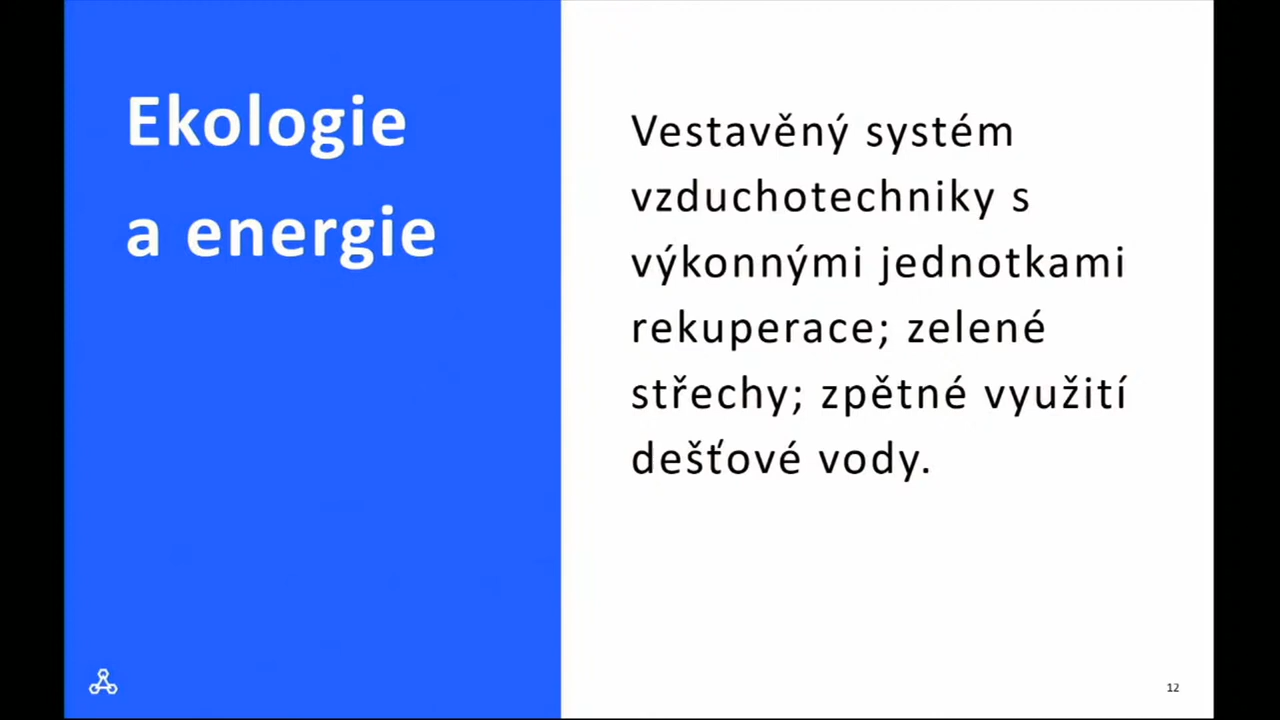 Ekologie
a energie
Vestavěný systém
vzduchotechniky s
výkonnými jednotkami
rekuperace; zelené
střechy; zpětné využití
dešťové vody.
12